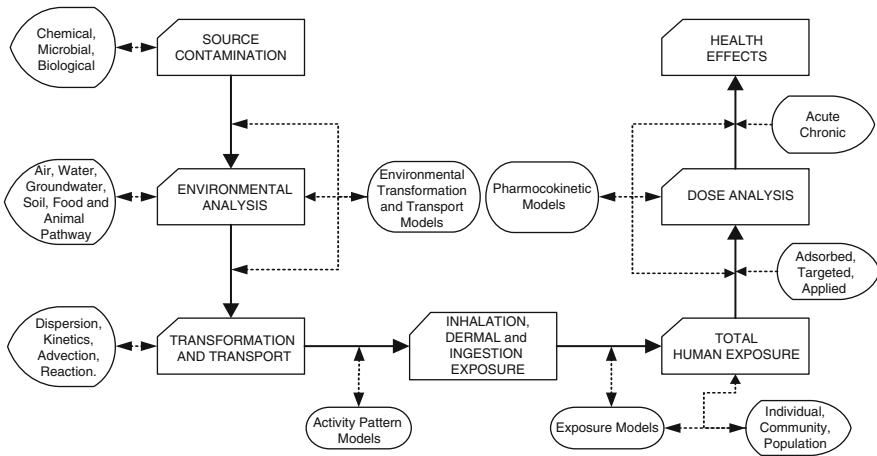 Chemical,
Microbial,
Biological
SOURCE
CONTAMINATION
HEALTH
EFFECTS
Acute
Chronic
Air, Water,
Groundwater,
Soil, Food and
Animal
Pathway
ENVIRONMENTAL
ANALYSIS
Environmental
Transformation
and Transport
Models
Pharmocokinetic
Models
DOSE ANALYSIS
Adsorbed,
Targeted,
Applied
Dispersion,
Kinetics,
Advection,
Reaction.
TRANSFORMATION
AND TRANSPORT
INHALATION,
DERMAL and
INGESTION
EXPOSURE
TOTAL
HUMAN EXPOSURE
Activity Pattern
Models
Exposure Models
Individual,
Community,
Population